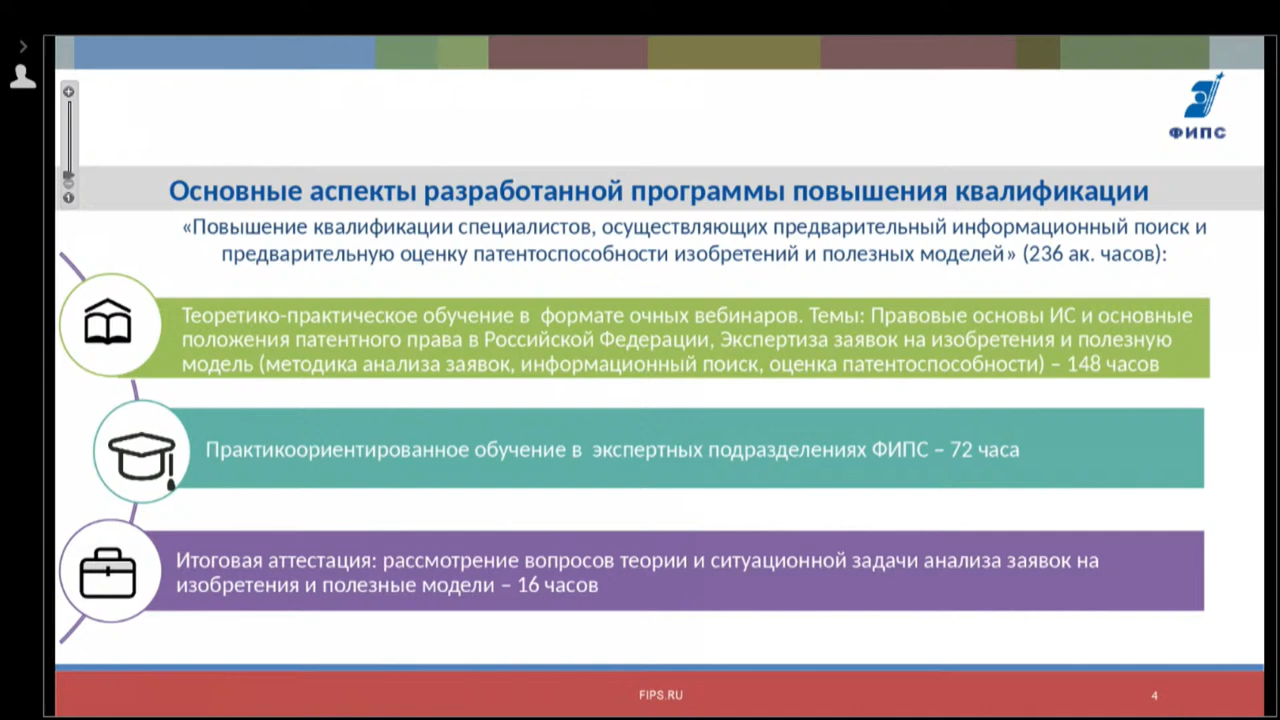 ФИПС
Основные аспекты разработанной программы повышения квалификации
«Повышение квалификации специалистов, осуществляющих предварительный информационный поиск и
предварительную оценку патентоспособности изобретений и полезных моделей» (236 ак. часов):
Теоретико-практическое обучение в формате очных вебинаров. Темы: Правовые основы ИС и основные
положения патентного права в Российской Федерации, Экспертиза заявок на изобретения и полезную
модель (методика анализа заявок, информационный поиск, оценка патентоспособности) – 148 часов
Практикоориентированное обучение в экспертных подразделениях ФИПС – 72 часа
Итоговая аттестация: рассмотрение вопросов теории и ситуационной задачи анализа заявок на
изобретения и полезные модели – 16 часов
FIPS.RU
4